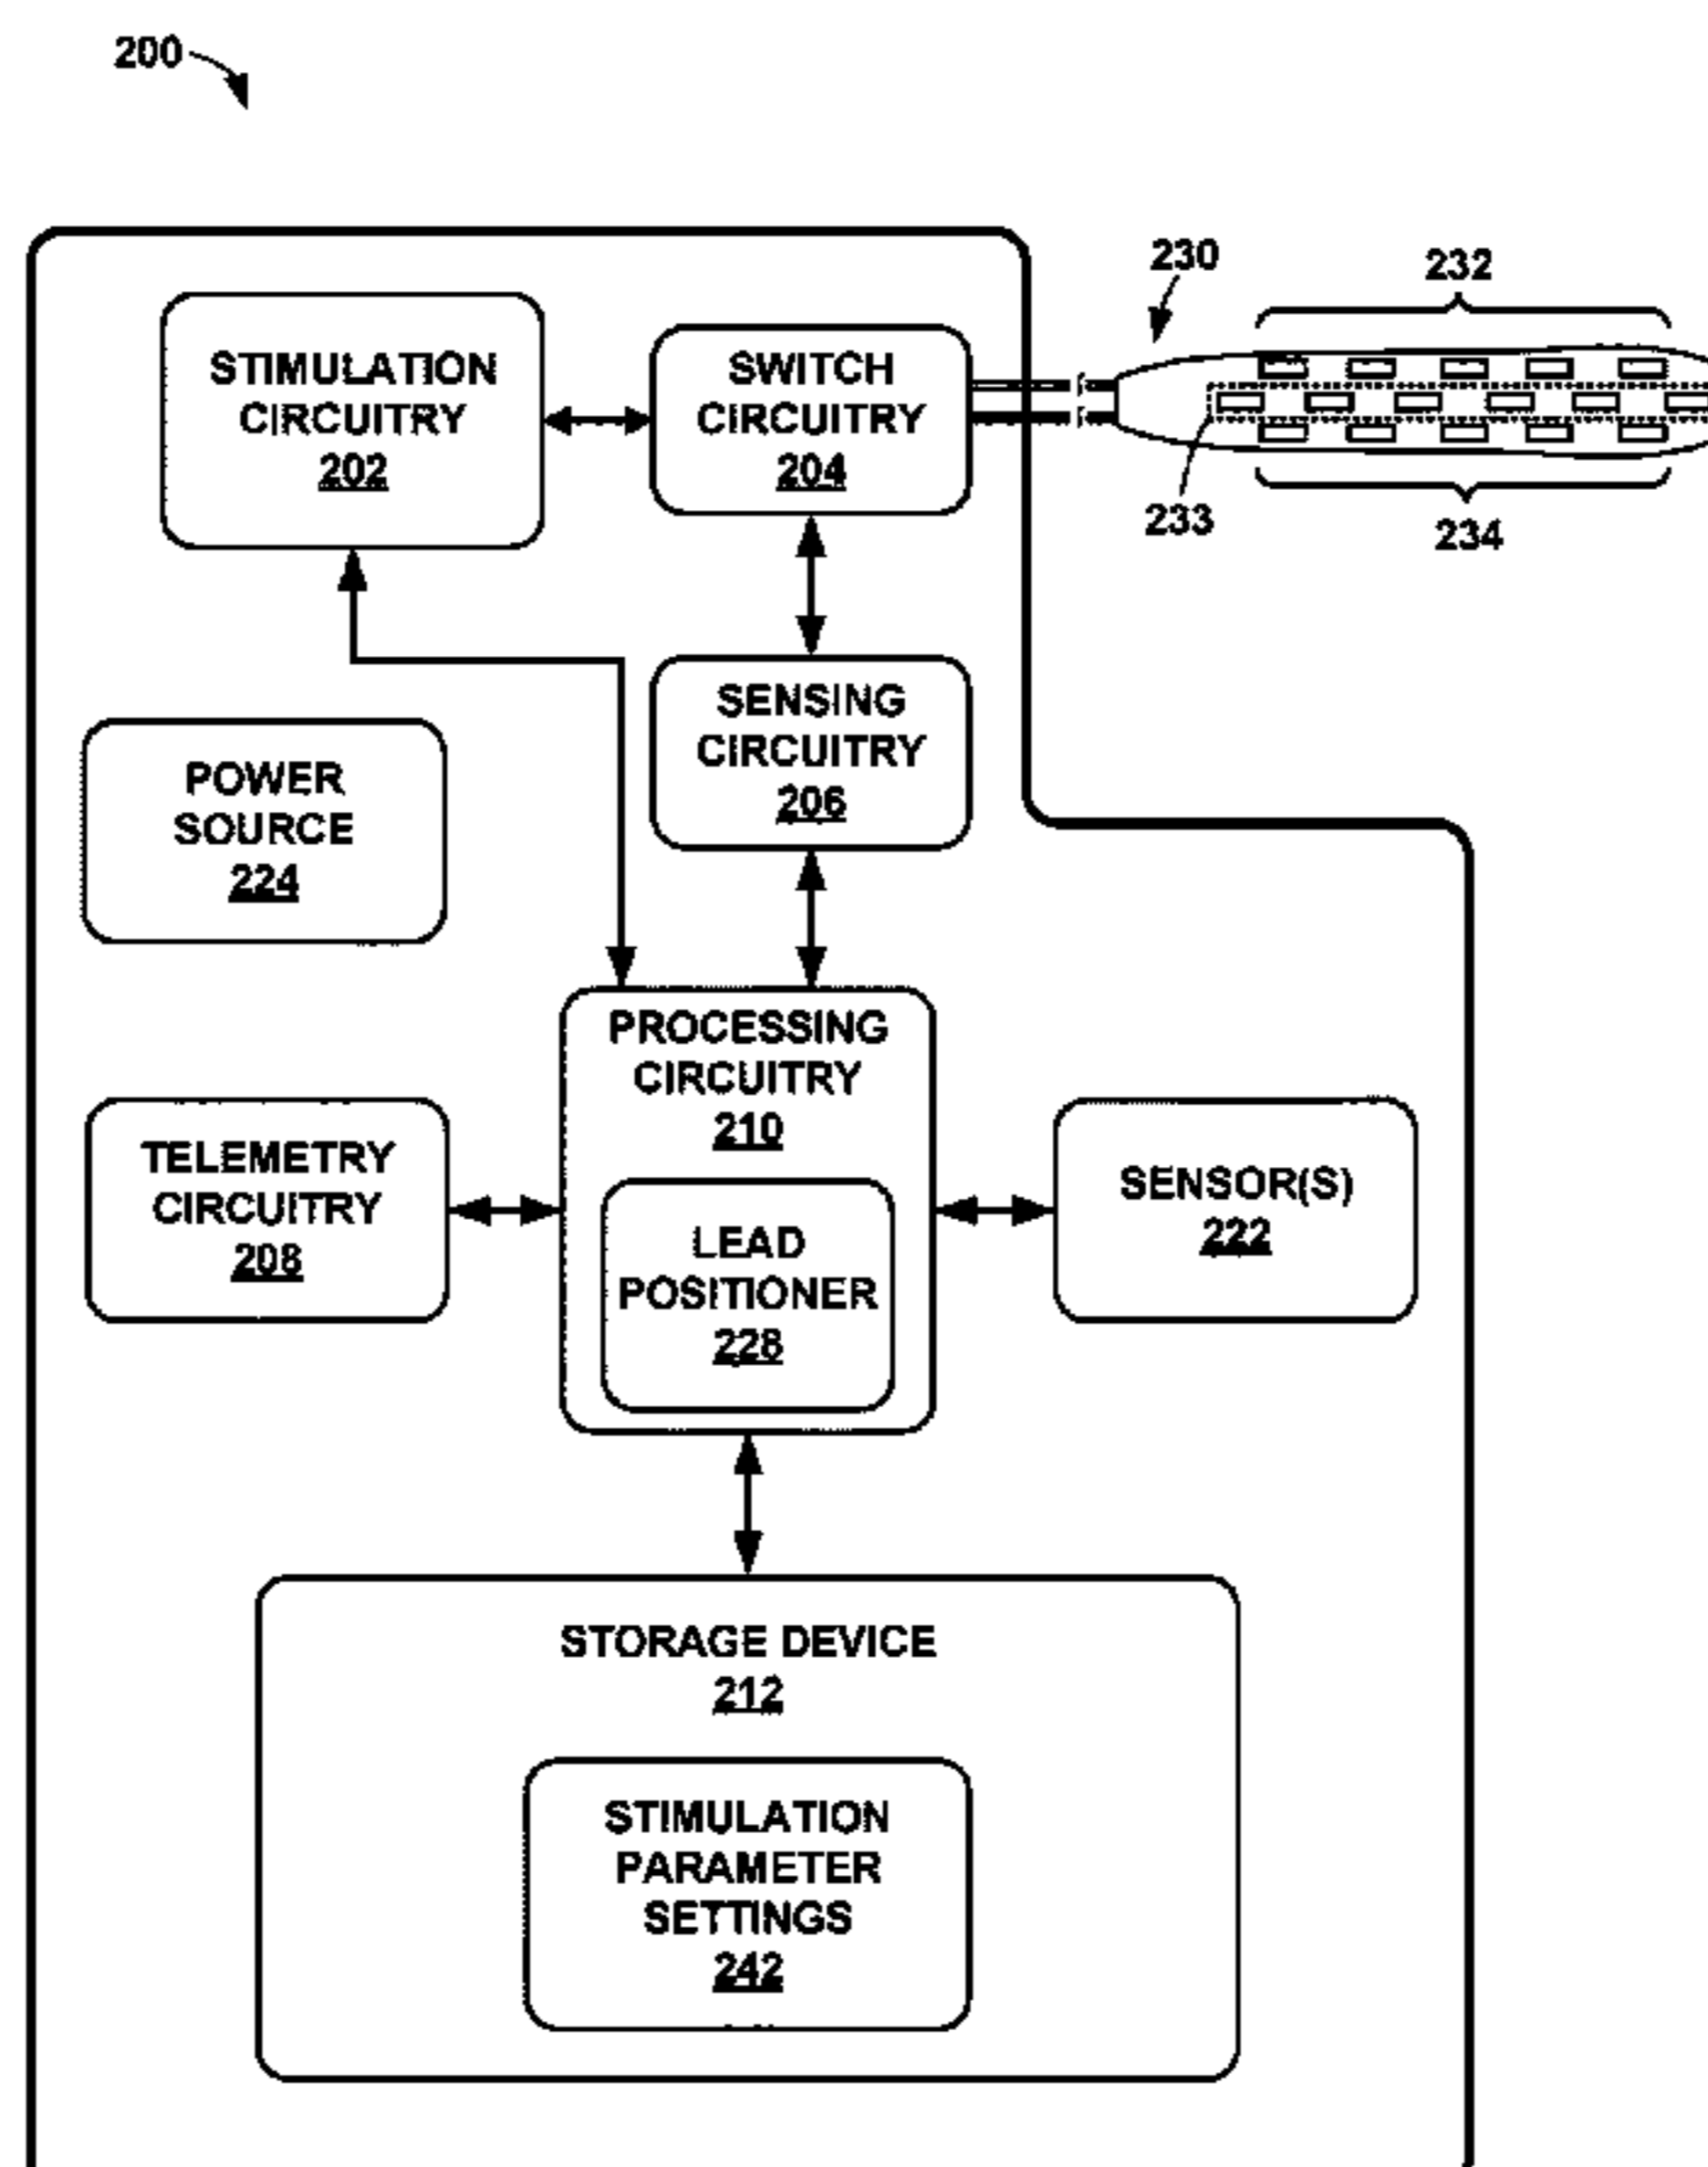 200
230
232
STIMULATION
CIRCUITRY
202
SWITCH
CIRCUITRY
204
233
234
SENSING
CIRCUITRY
206
POWER
SOURCE
224
PROCESSING
CIRCUITRY
210
TELEMETRY
CIRCUITRY
208
LEAD
POSITIONER
228
SENSOR(S)
222
STORAGE DEVICE
212
STIMULATION
PARAMETER
SETTINGS
242